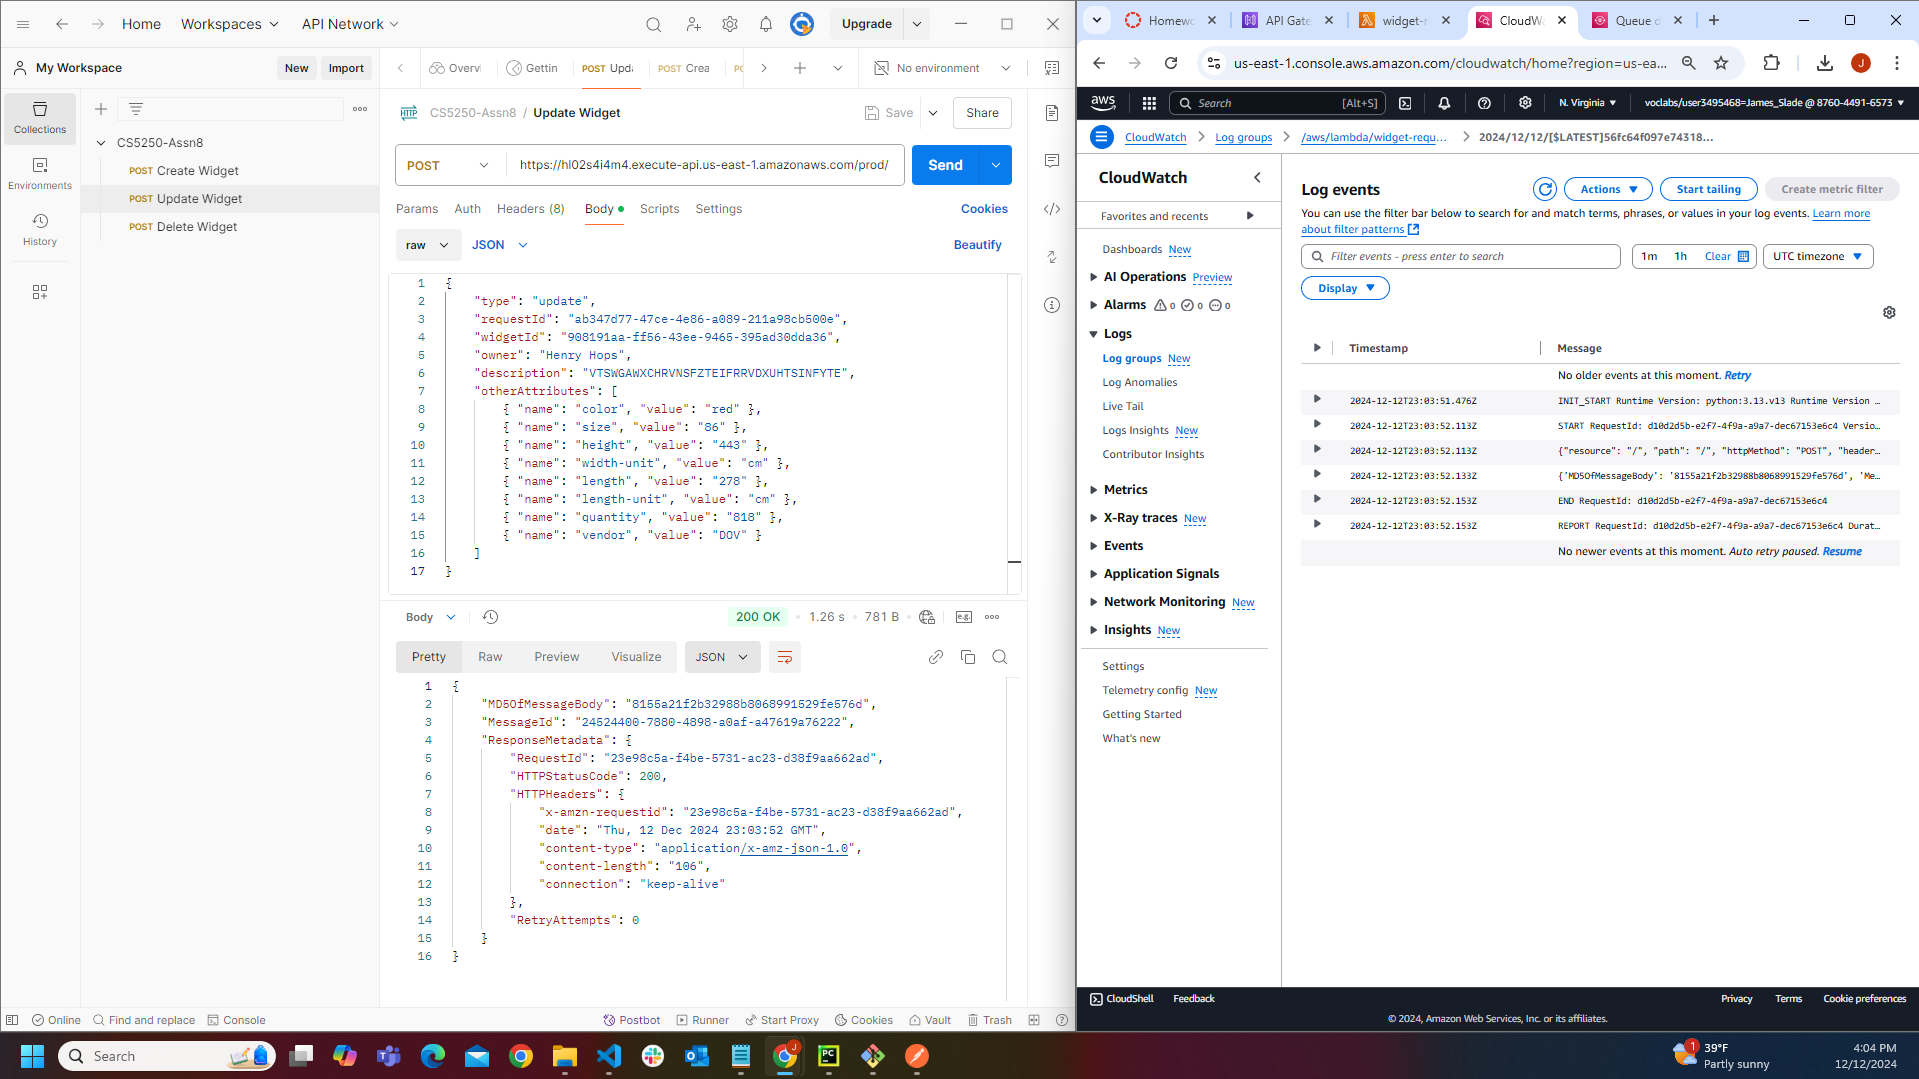 Home
Workspaces
API Network
Upgrade
My Workspace
New
Import
Overvi
Gettin
POST Upda
POST Crea
No environment
Collections
Environments
History
CS5250-Assn8
POST Create Widget
POST Update Widget
POST Delete Widget
CS5250-Assn8 / Update Widget
Save
Share
POST
https://hl02s4i4m4.execute-api.us-east-1.amazonaws.com/prod/
Send
Params
Auth
Headers (8)
Body
Scripts
Settings
Cookies
raw
JSON
Beautify
1 {
2 "type": "update",
3 "requestId": "ab347d77-47ce-4e86-a089-211a98cb500e",
4 "widgetId": "908191aa-ff56-43ee-9465-395ad30dda36",
5 "owner": "Henry Hops",
6 "description": "VTSWGAWXCHRVNSFZTEIFRRVDXUHTSINFYTE",
7 "otherAttributes": [
8 { "name": "color", "value": "red" },
9 { "name": "size", "value": "86" },
10 { "name": "height", "value": "443" },
11 { "name": "width-unit", "value": "cm" },
12 { "name": "length", "value": "278" },
13 { "name": "length-unit", "value": "cm" },
14 { "name": "quantity", "value": "818" },
15 { "name": "vendor", "value": "DOV" }
16 ]
17 }
Body
200 OK
1.26 s
781 B
e.g.
Pretty
Raw
Preview
Visualize
JSON
1 {
2 "MD5OfMessageBody": "8155a21f2b32988b8068991529fe576d",
3 "MessageId": "24524400-7880-4898-a0af-a47619a76222",
4 "ResponseMetadata": {
5 "RequestId": "23e98c5a-f4be-5731-ac23-d38f9aa662ad",
6 "HTTPStatusCode": 200,
7 "HTTPHeaders": {
8 "x-amzn-requestid": "23e98c5a-f4be-5731-ac23-d38f9aa662ad",
9 "date": "Thu, 12 Dec 2024 23:03:52 GMT",
10 "content-type": "application/x-amz-json-1.0",
11 "content-length": "106",
12 "connection": "keep-alive"
13 },
14 "RetryAttempts": 0
15 }
16 }
Online
Find and replace
Console
Postbot
Runner
Start Proxy
Cookies
Vault
Trash
Homewo
API Gate
widget-r
CloudWa
Queue d
us-east-1.console.aws.amazon.com/cloudwatch/home?region=us-ea...
J
aws
Search
[Alt+S]
N. Virginia
voclabs/user3495468=James_Slade @ 8760-4491-6573
CloudWatch
Log groups
/aws/lambda/widget-requ...
2024/12/12/[$LATEST]56fc64f097e74318...
CloudWatch
Favorites and recents
Dashboards New
AI Operations Preview
Alarms 0 0 0
Logs
Log groups New
Log Anomalies
Live Tail
Logs Insights New
Contributor Insights
Metrics
X-Ray traces New
Events
Application Signals
Network Monitoring New
Insights New
Settings
Telemetry config New
Getting Started
What's new
Log events
Actions
Start tailing
Create metric filter
You can use the filter bar below to search for and match terms, phrases, or values in your log events. Learn more
about filter patterns
Filter events - press enter to search
1m
1h
Clear
UTC timezone
Display
Timestamp
Message
No older events at this moment. Retry
2024-12-12T23:03:51.476Z INIT_START Runtime Version: python:3.13.v13 Runtime Version ...
2024-12-12T23:03:52.113Z START RequestId: d10d2d5b-e2f7-4f9a-a9a7-dec67153e6c4 Versio...
2024-12-12T23:03:52.113Z {"resource": "/", "path": "/", "httpMethod": "POST", "header...
2024-12-12T23:03:52.133Z {'MD5OfMessageBody': '8155a21f2b32988b8068991529fe576d', 'Me...
2024-12-12T23:03:52.153Z END RequestId: d10d2d5b-e2f7-4f9a-a9a7-dec67153e6c4
2024-12-12T23:03:52.153Z REPORT RequestId: d10d2d5b-e2f7-4f9a-a9a7-dec67153e6c4 Durat...
No newer events at this moment. Auto retry paused. Resume
CloudShell
Feedback
Privacy
Terms
Cookie preferences
© 2024, Amazon Web Services, Inc. or its affiliates.
Search
J
PC
1
39°F
Partly sunny
4:04 PM
12/12/2024